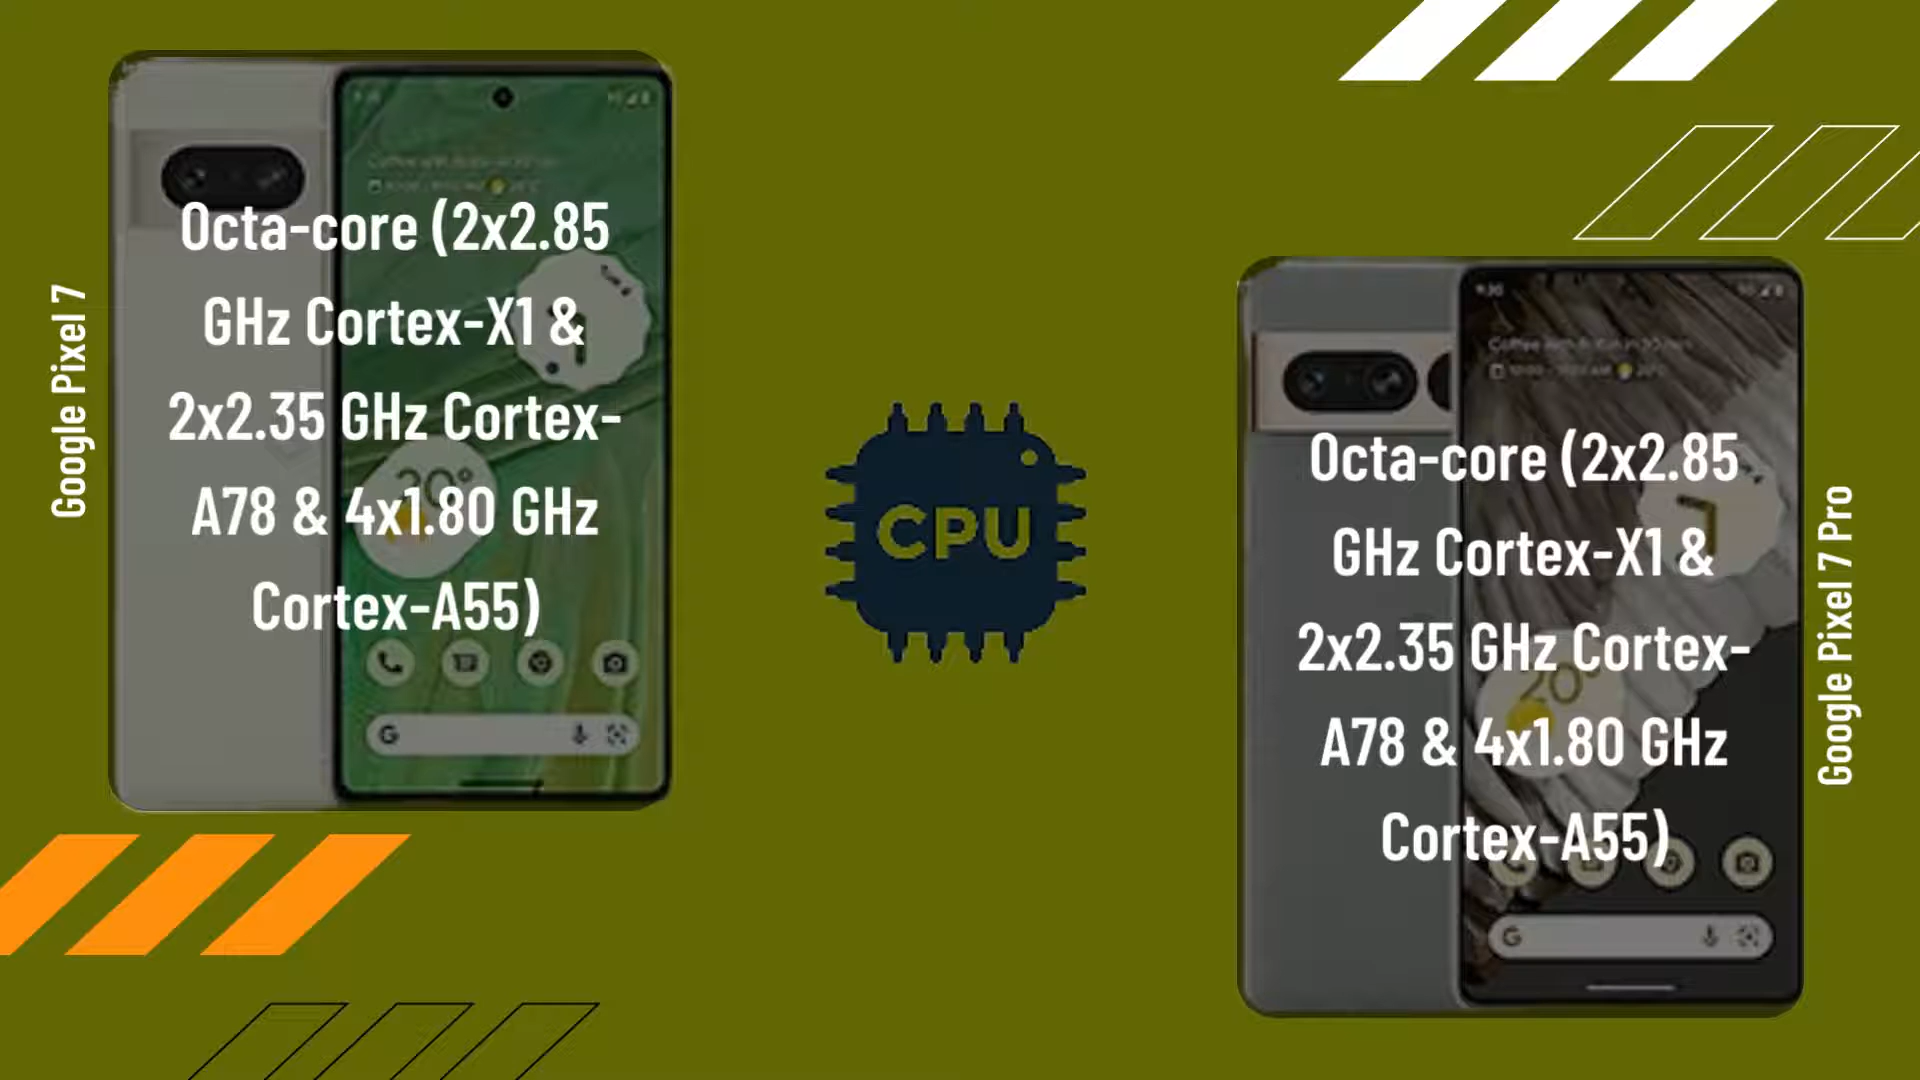 Google Pixel 7
Octa-core (2x2.85
GHz Cortex-X1 &
2x2.35 GHz Cortex-
A78 & 4x1.80 GHz
Cortex-A55)
CPU
Google Pixel 7 Pro
Octa-core (2x2.85
GHz Cortex-X1 &
2x2.35 GHz Cortex-
A78 & 4x1.80 GHz
Cortex-A55)
20°
G
20°
G